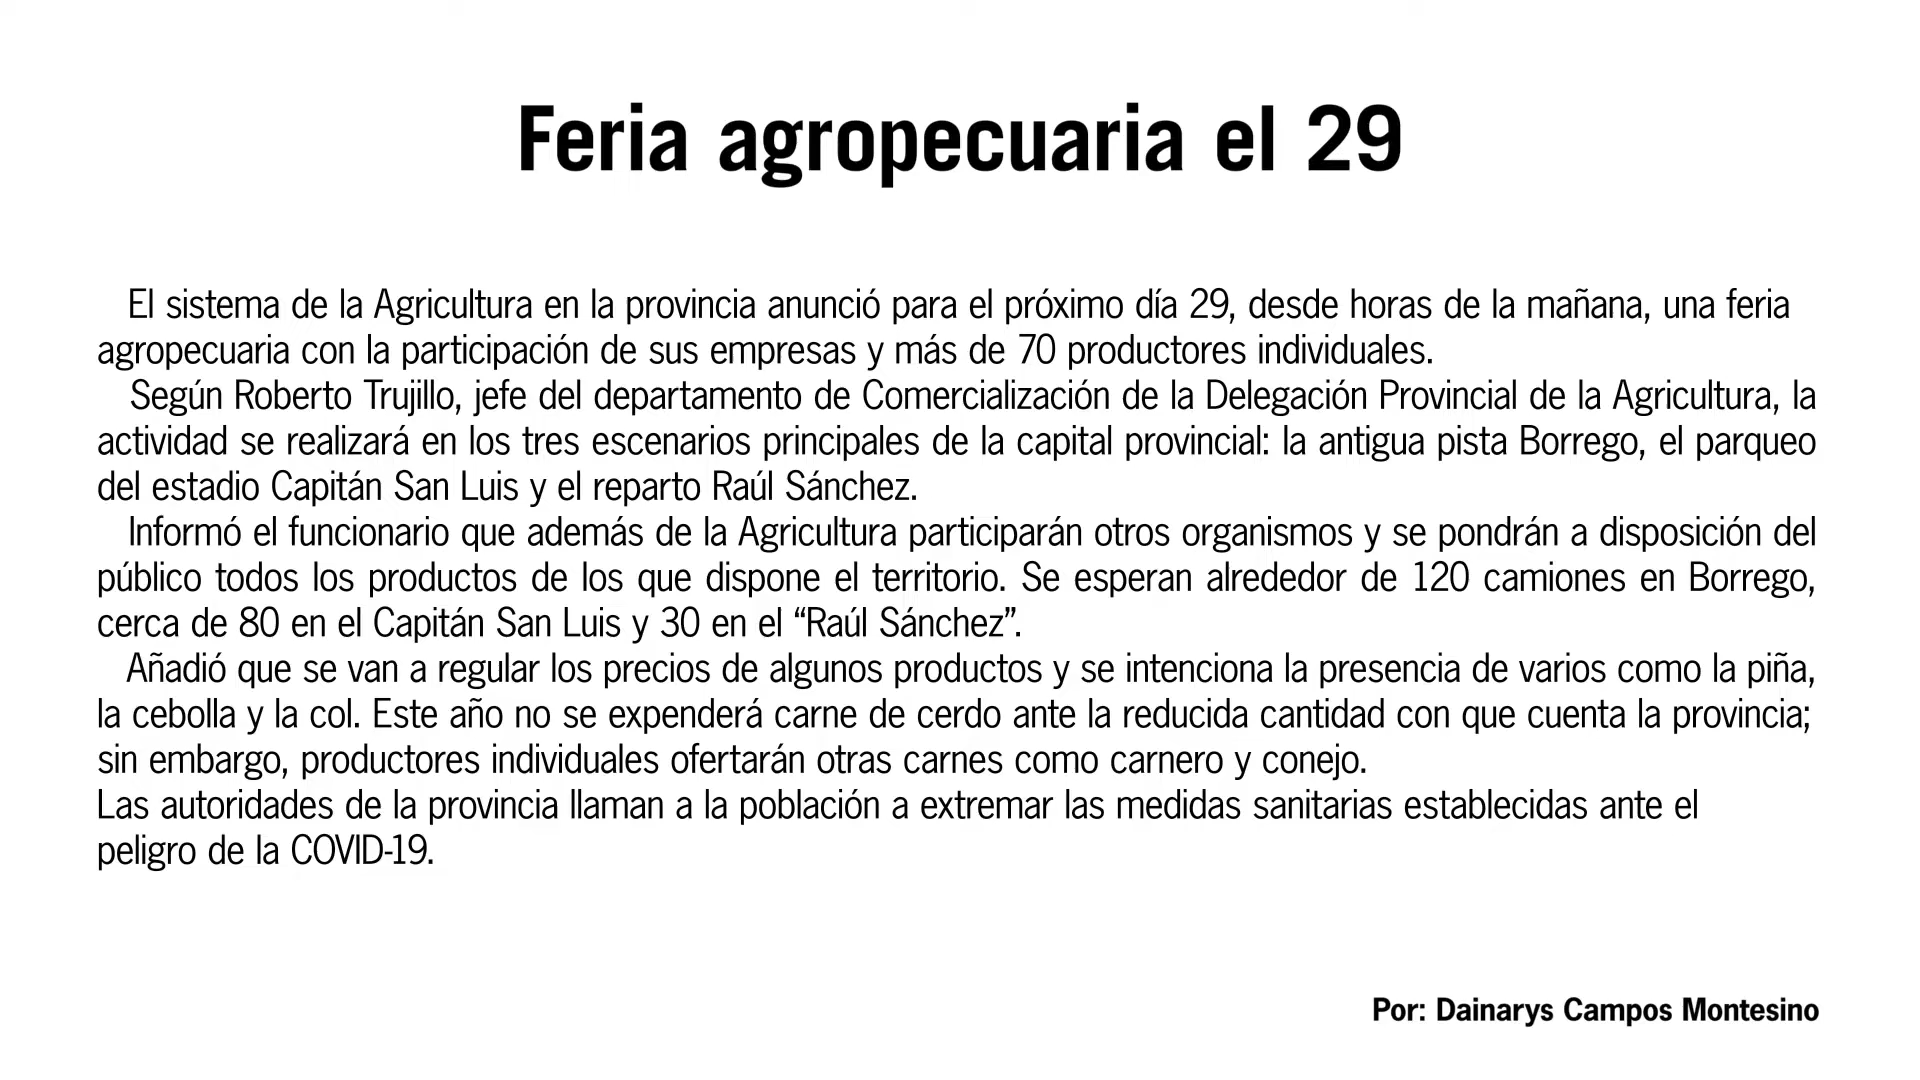 Feria agropecuaria el 29
El sistema de la Agricultura en la provincia anunció para el próximo día 29, desde horas de la mañana, una feria
agropecuaria con la participación de sus empresas y más de 70 productores individuales.
Según Roberto Trujillo, jefe del departamento de Comercialización de la Delegación Provincial de la Agricultura, la
actividad se realizará en los tres escenarios principales de la capital provincial: la antigua pista Borrego, el parqueo
del estadio Capitán San Luis y el reparto Raúl Sánchez.
Informó el funcionario que además de la Agricultura participarán otros organismos y se pondrán a disposición del
público todos los productos de los que dispone el territorio. Se esperan alrededor de 120 camiones en Borrego,
cerca de 80 en el Capitán San Luis y 30 en el “Raúl Sánchez”.
Añadió que se van a regular los precios de algunos productos y se intenciona la presencia de varios como la piña,
la cebolla y la col. Este año no se expenderá carne de cerdo ante la reducida cantidad con que cuenta la provincia;
sin embargo, productores individuales ofertarán otras carnes como carnero y conejo.
Las autoridades de la provincia llaman a la población a extremar las medidas sanitarias establecidas ante el
peligro de la COVID-19.
Por: Dainarys Campos Montesino